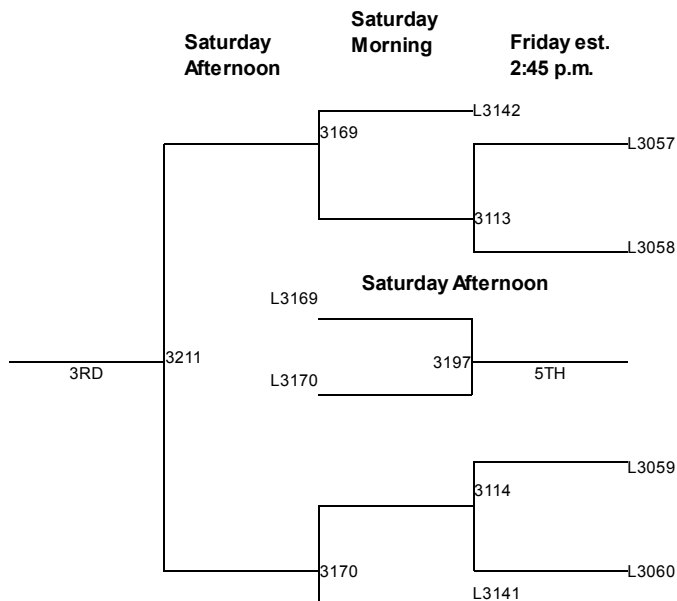 Saturday
Morning
Saturday
Afternoon
Friday est.
2:45 p.m.
L3142
3169
L3057
3113
L3058
Saturday Afternoon
L3169
3211
3197
3RD
L3170
5TH
L3059
3114
3170
L3060
L3141